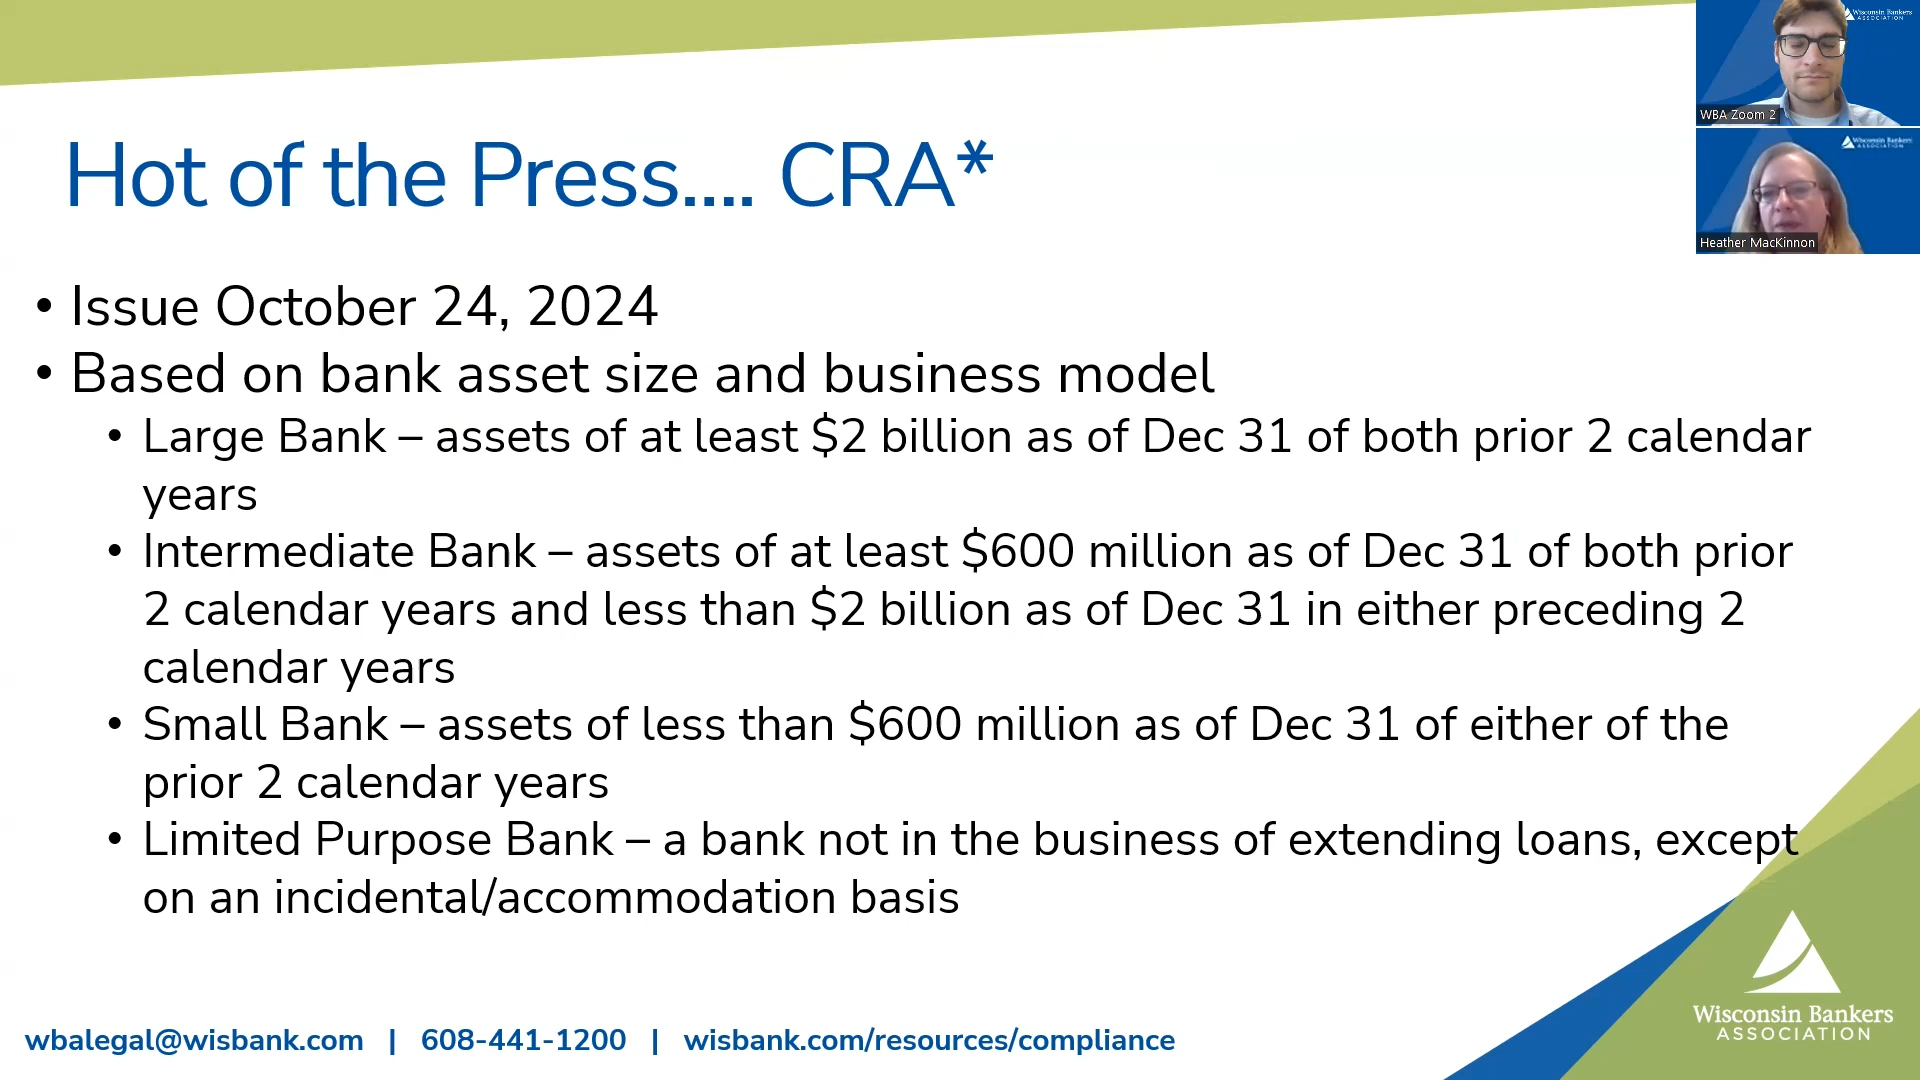 Hot of the Press.... CRA*
• Issue October 24, 2024
• Based on bank asset size and business model
• Large Bank – assets of at least $2 billion as of Dec 31 of both prior 2 calendar
years
• Intermediate Bank – assets of at least $600 million as of Dec 31 of both prior
2 calendar years and less than $2 billion as of Dec 31 in either preceding 2
calendar years
• Small Bank – assets of less than $600 million as of Dec 31 of either of the
prior 2 calendar years
• Limited Purpose Bank – a bank not in the business of extending loans, except
on an incidental/accommodation basis
wbalegal@wisbank.com | 608-441-1200 | wisbank.com/resources/compliance
Wisconsin Bankers
ASSOCIATION
Wisconsin Bankers
ASSOCIATION
WBA Zoom 2
Wisconsin Bankers
ASSOCIATION
Heather MacKinnon